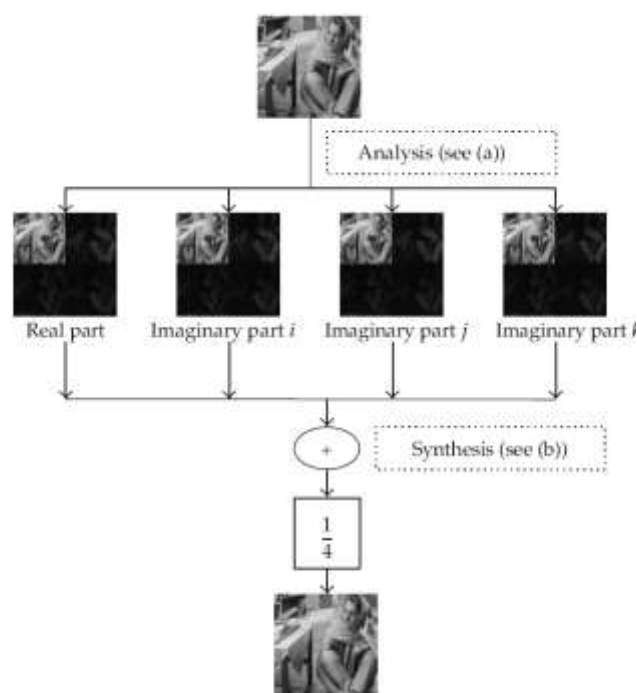 Analysis (see (a))
Real part
Imaginary part i
Imaginary part j
Imaginary part k
+
Synthesis (see (b))
1
4